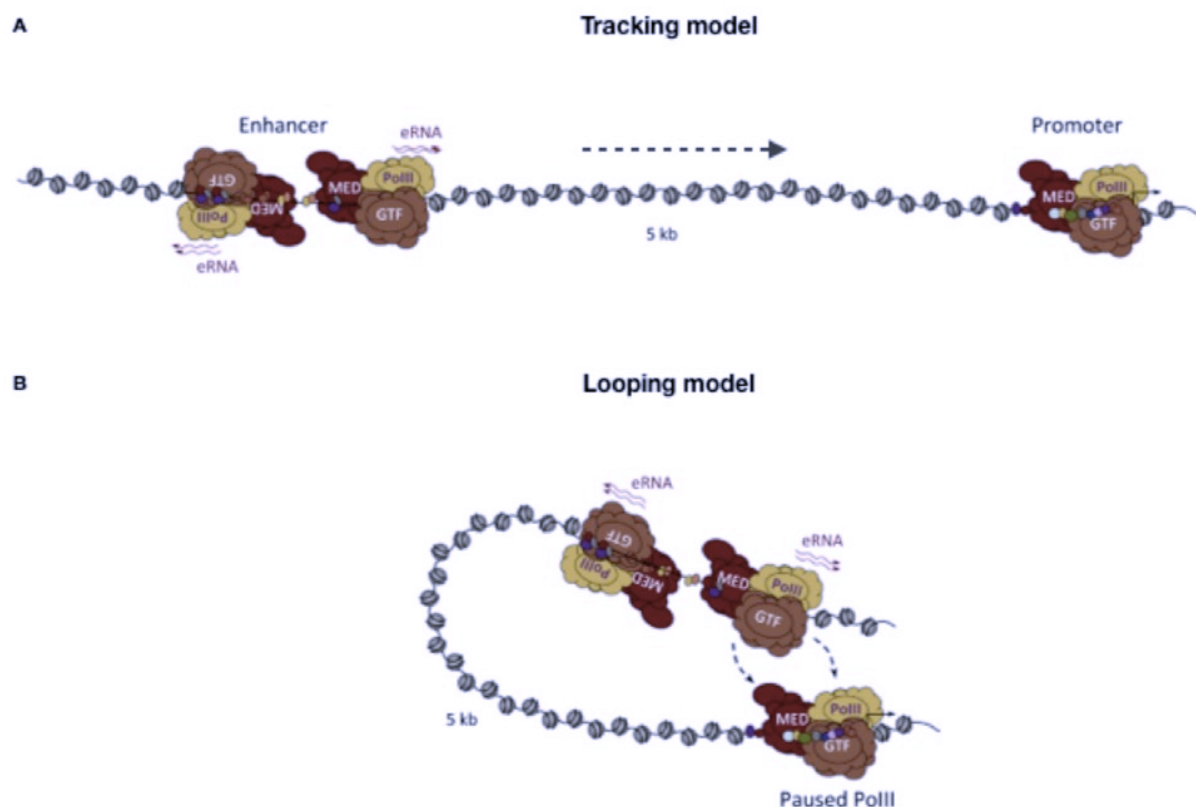 A
Tracking model
Enhancer
eRNA
Promoter
GTF
MED
PolII
MED
PolII
GTF
MED
PolII
GTF
5 kb
eRNA
B
Looping model
eRNA
eRNA
GTF
PolII
MED
MED
PolII
GTF
5 kb
MED
PolII
GTF
Paused PolII